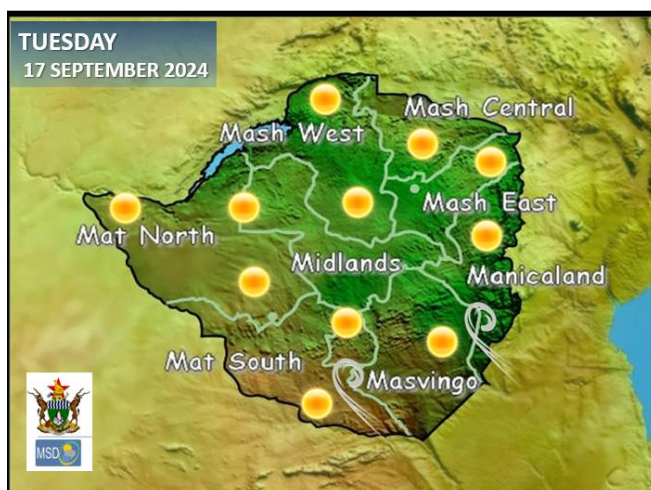 TUESDAY
17 SEPTEMBER 2024
Mash Central
Mash West
Mash East
Mat North
Midlands
Manicaland
Mat South
Masvingo
MSD